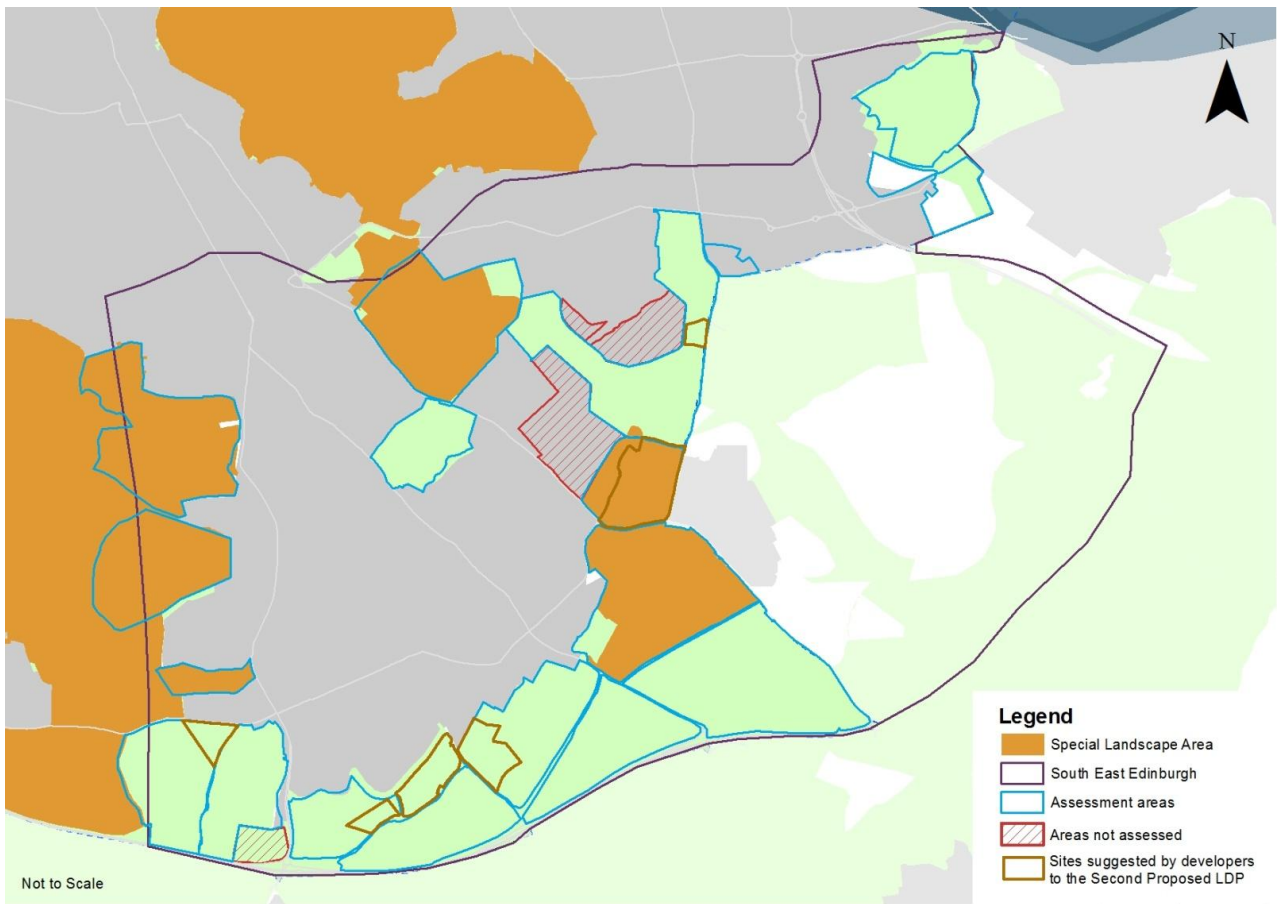 N
Legend
Special Landscape Area
South East Edinburgh
Assessment areas
Areas not assessed
Sites suggested by developers
to the Second Proposed LDP
Not to Scale